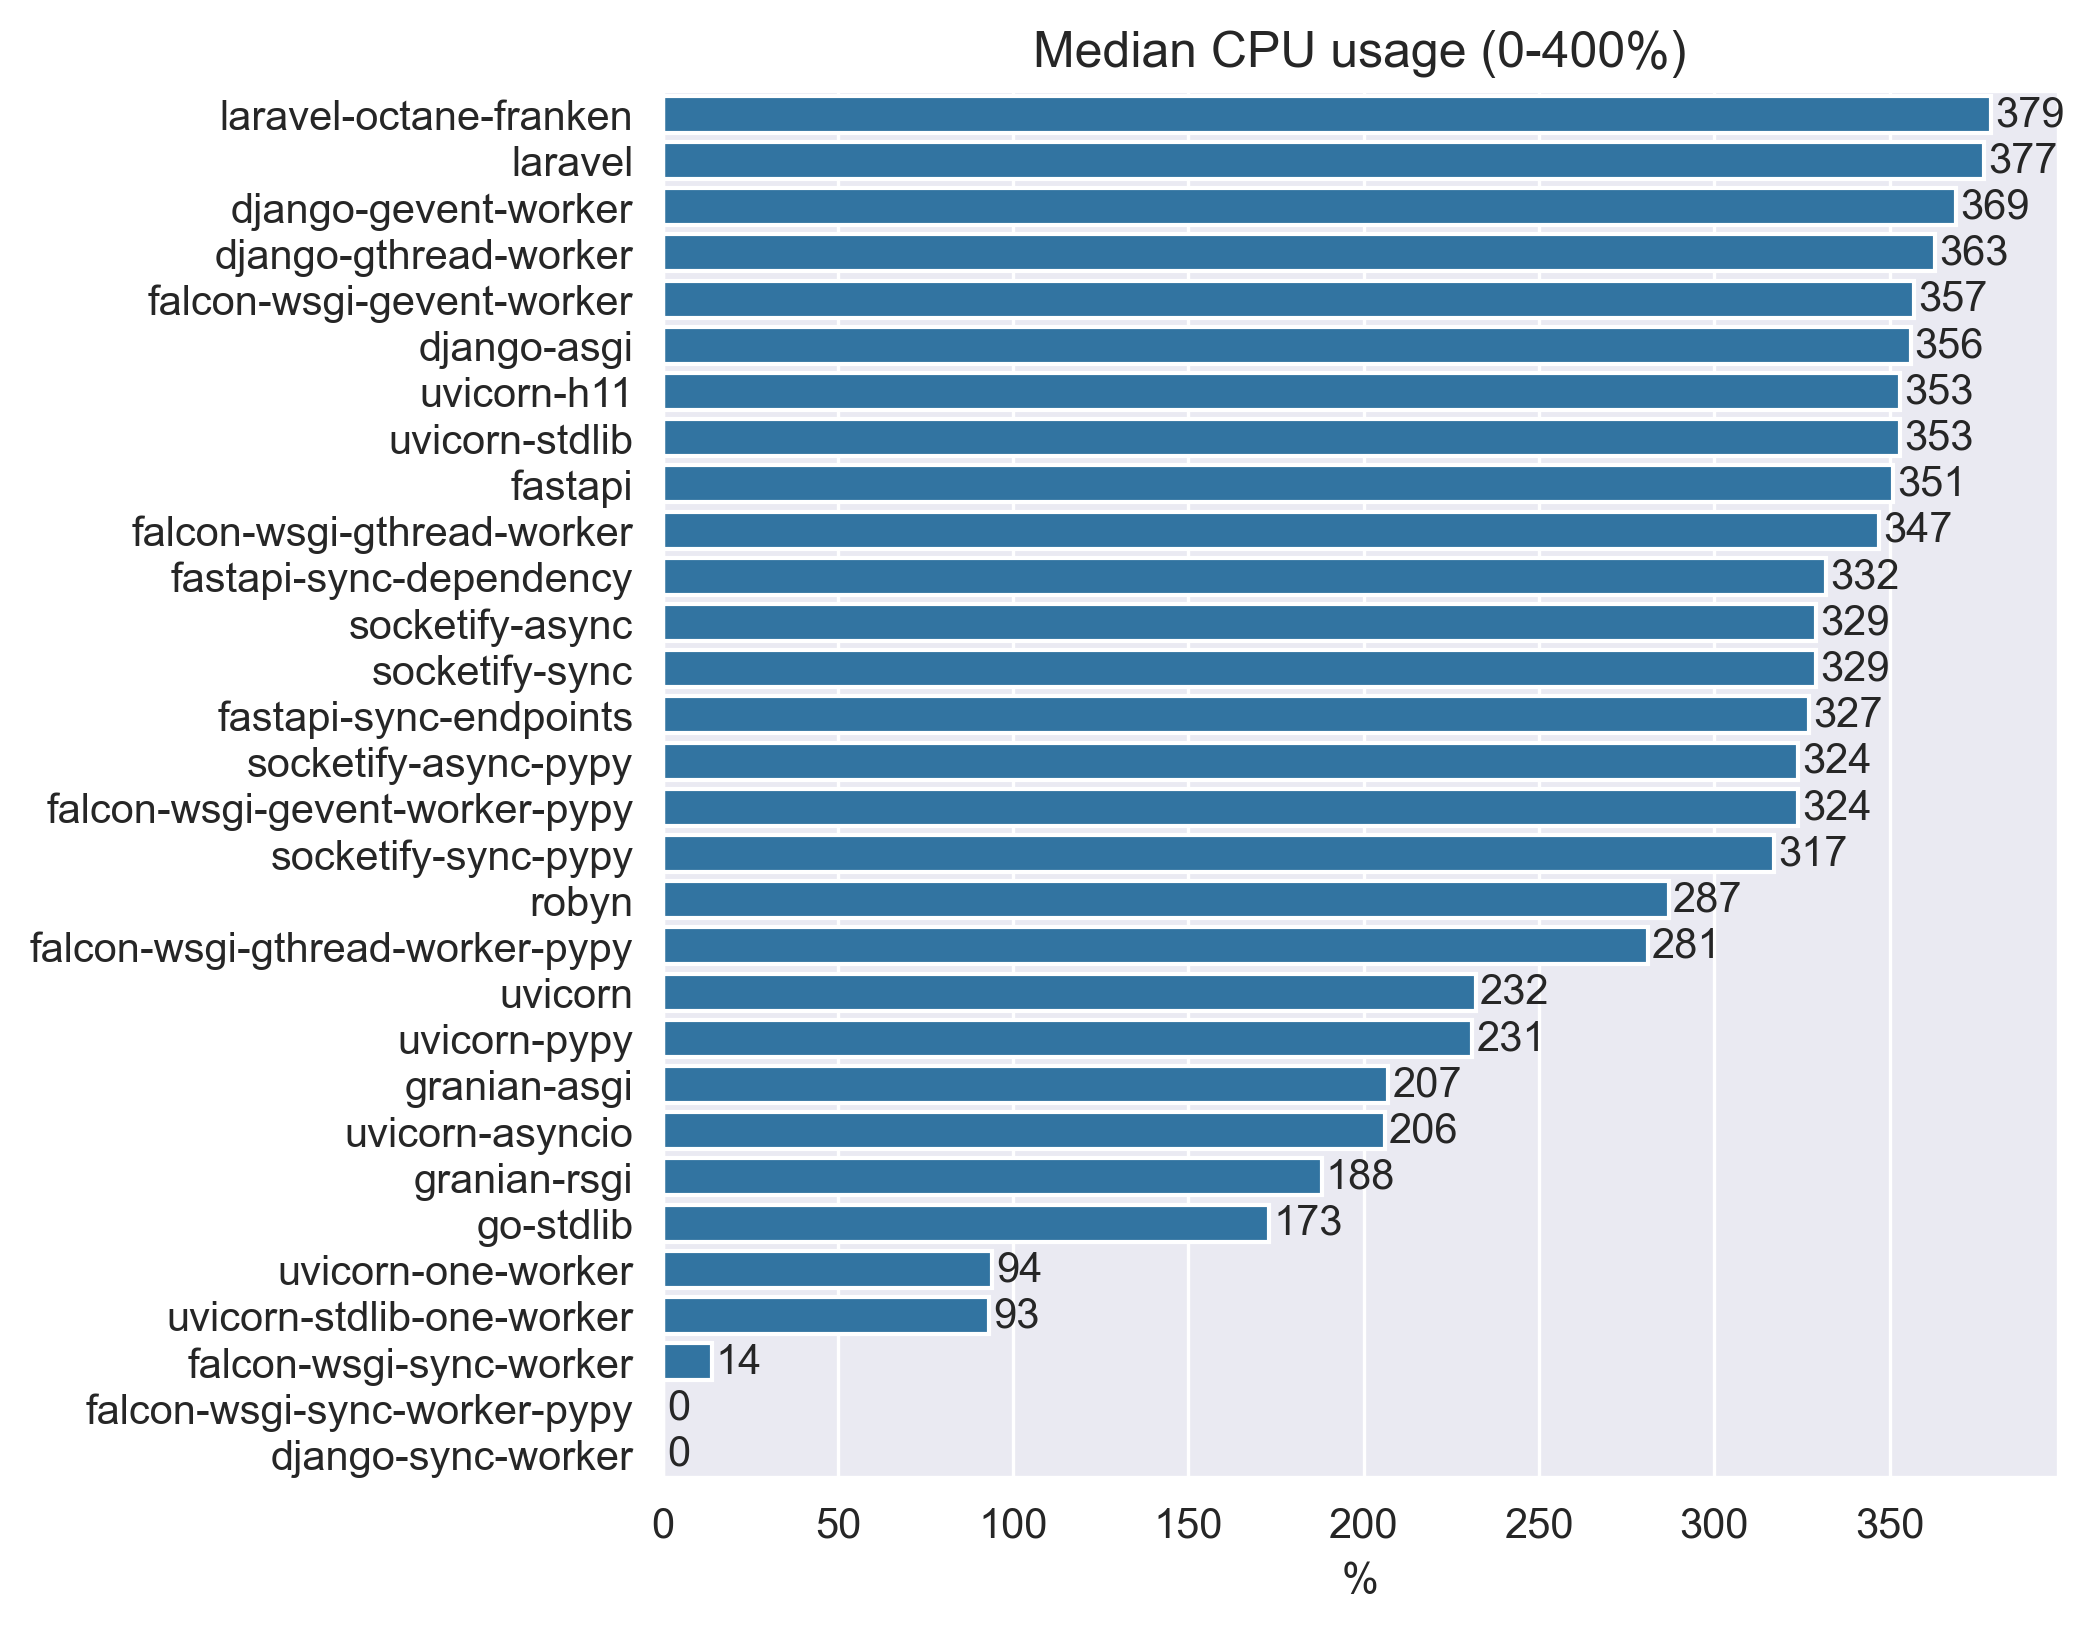 Median CPU usage (0-400%)
laravel-octane-franken 379
laravel 377
django-gevent-worker 369
django-gthread-worker 363
falcon-wsgi-gevent-worker 357
django-asgi 356
uvicorn-h11 353
uvicorn-stdlib 353
fastapi 351
falcon-wsgi-gthread-worker 347
fastapi-sync-dependency 332
socketify-async 329
socketify-sync 329
fastapi-sync-endpoints 327
socketify-async-pypy 324
falcon-wsgi-gevent-worker-pypy 324
socketify-sync-pypy 317
robyn 287
falcon-wsgi-gthread-worker-pypy 281
uvicorn 232
uvicorn-pypy 231
granian-asgi 207
uvicorn-asyncio 206
granian-rsgi 188
go-stdlib 173
uvicorn-one-worker 94
uvicorn-stdlib-one-worker 93
falcon-wsgi-sync-worker 14
falcon-wsgi-sync-worker-pypy 0
django-sync-worker 0
0 50 100 150 200 250 300 350
%